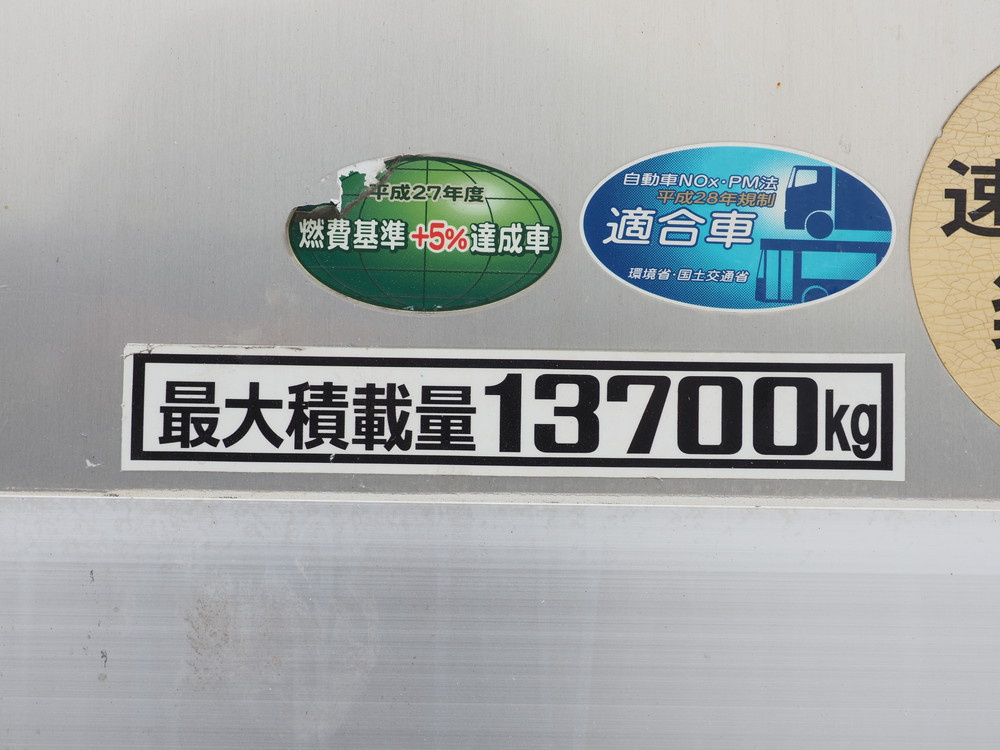 平成27年度
燃費基準+5%達成車
自動車NOx・PM法
平成28年規制
適合車
環境省・国土交通省
最大積載量13700kg
速